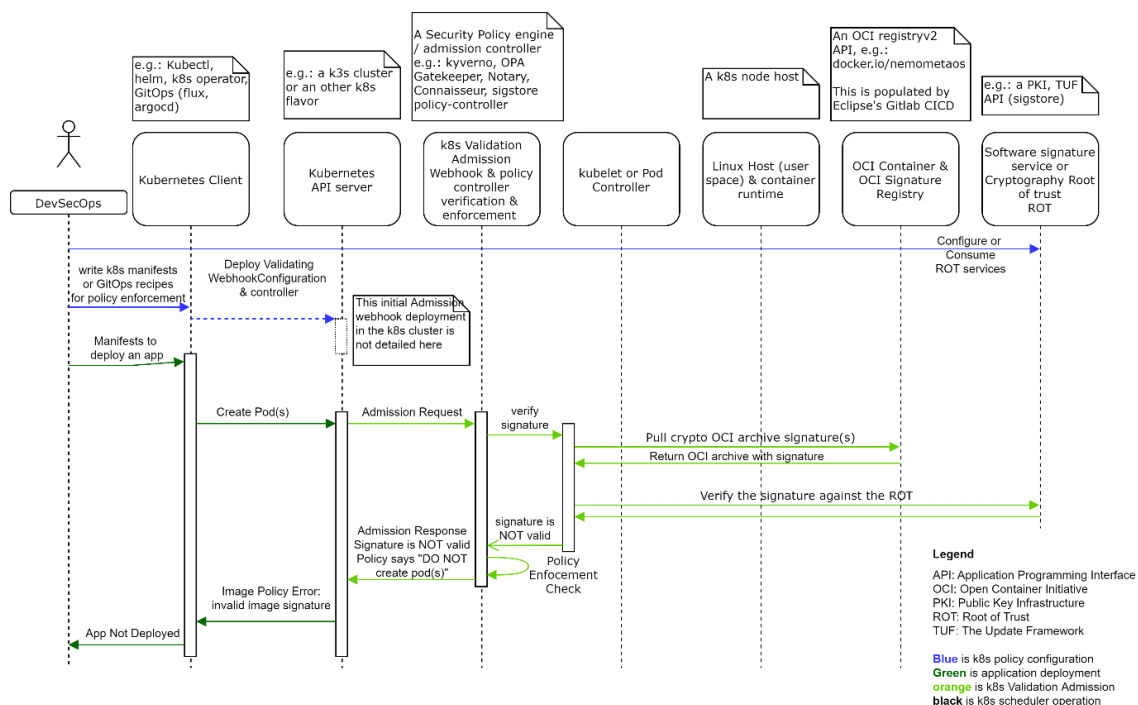 A Security Policy engine
/ admission controller
e.g.: kyverno, OPA
Gatekeeper, Notary,
Connaisseur, sigstore
policy-controller
An OCI registryv2
API, e.g.:
docker.io/nemometaos
This is populated by
Eclipse's Gitlab CICD
e.g.: Kubectl,
helm, k8s operator,
GitOps (flux,
argocd)
e.g.: a k3s cluster
or an other k8s
flavor
A k8s node host
e.g.: a PKI, TUF
API (sigstore)
DevSecOps
Kubernetes Client
Kubernetes
API server
k8s Validation
Admission
Webhook & policy
controller
verification &
enforcement
kubelet or Pod
Controller
Linux Host (user
space) & container
runtime
OCI Container &
OCI Signature
Registry
Software signature
service or
Cryptography Root
of trust
ROT
Configure or
Consume
ROT services
write k8s manifests
or GitOps recipes
for policy enforcement
Deploy Validating
WebhookConfiguration
& controller
This initial Admission
webhook deployment
in the k8s cluster is
not detailed here
Manifests to
deploy an app
Create Pod(s)
Admission Request
verify
signature
Pull crypto OCI archive signature(s)
Return OCI archive with signature
Verify the signature against the ROT
signature is
NOT valid
Admission Response
Signature is NOT valid
Policy says "DO NOT
create pod(s)"
Policy
Enfocement
Check
Image Policy Error:
invalid image signature
App Not Deployed
Legend
API: Application Programming Interface
OCI: Open Container Initiative
PKI: Public Key Infrastructure
ROT: Root of Trust
TUF: The Update Framework
Blue is k8s policy configuration
Green is application deployment
orange is k8s Validation Admission
black is k8s scheduler operation